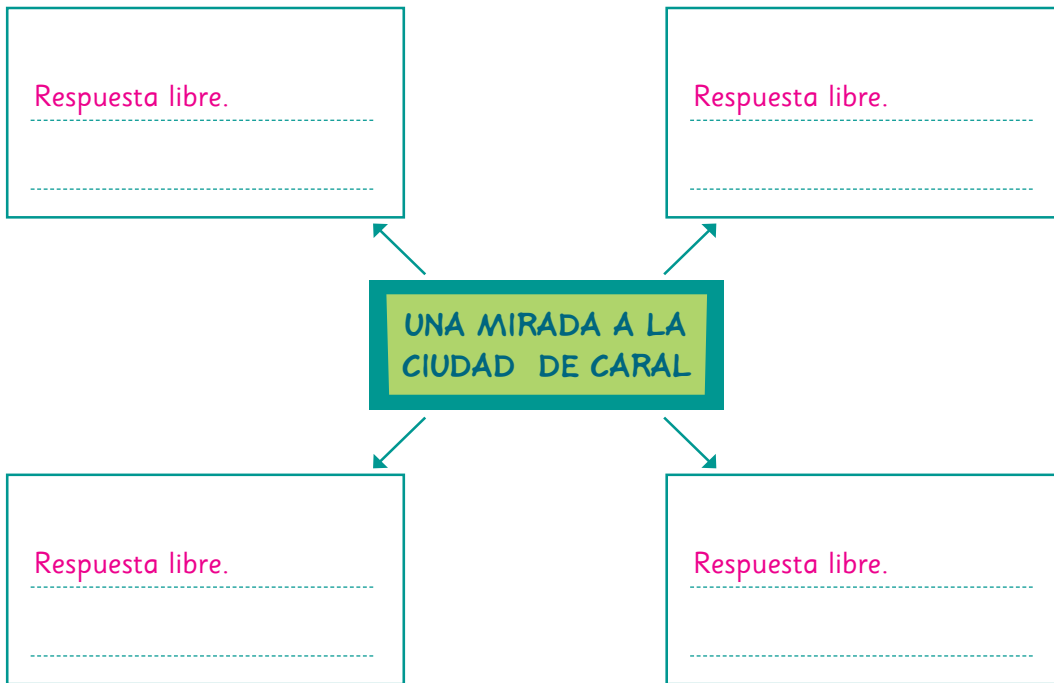 Respuesta libre.
Respuesta libre.
UNA MIRADA A LA
CIUDAD DE CARAL
Respuesta libre.
Respuesta libre.